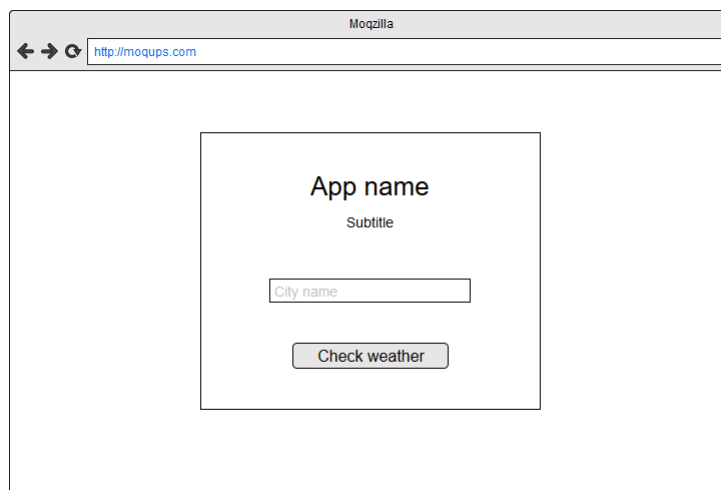 Moqzilla
http://moqups.com
App name
Subtitle
City name
Check weather